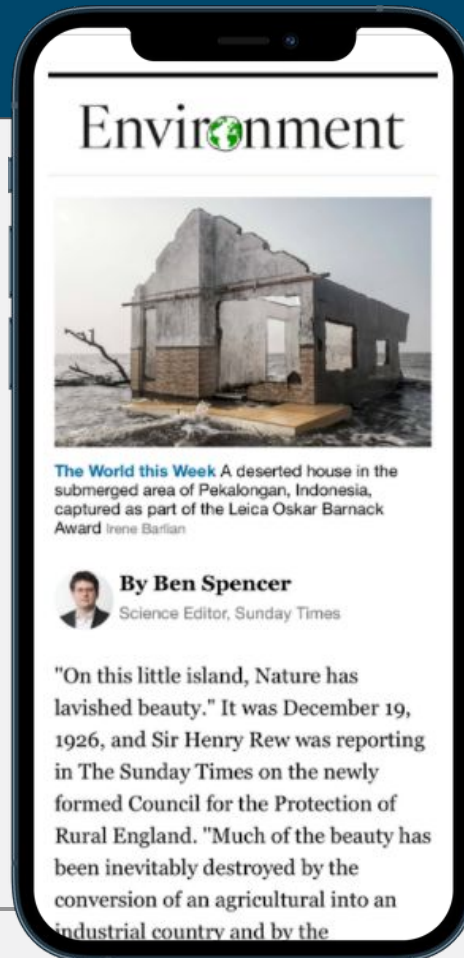 Environment
The World this Week A deserted house in the
submerged area of Pekalongan, Indonesia,
captured as part of the Leica Oskar Barnack
Award Irene Barlian
By Ben Spencer
Science Editor, Sunday Times
"On this little island, Nature has
lavished beauty." It was December 19,
1926, and Sir Henry Rew was reporting
in The Sunday Times on the newly
formed Council for the Protection of
Rural England. "Much of the beauty has
been inevitably destroyed by the
conversion of an agricultural into an
industrial country and by the